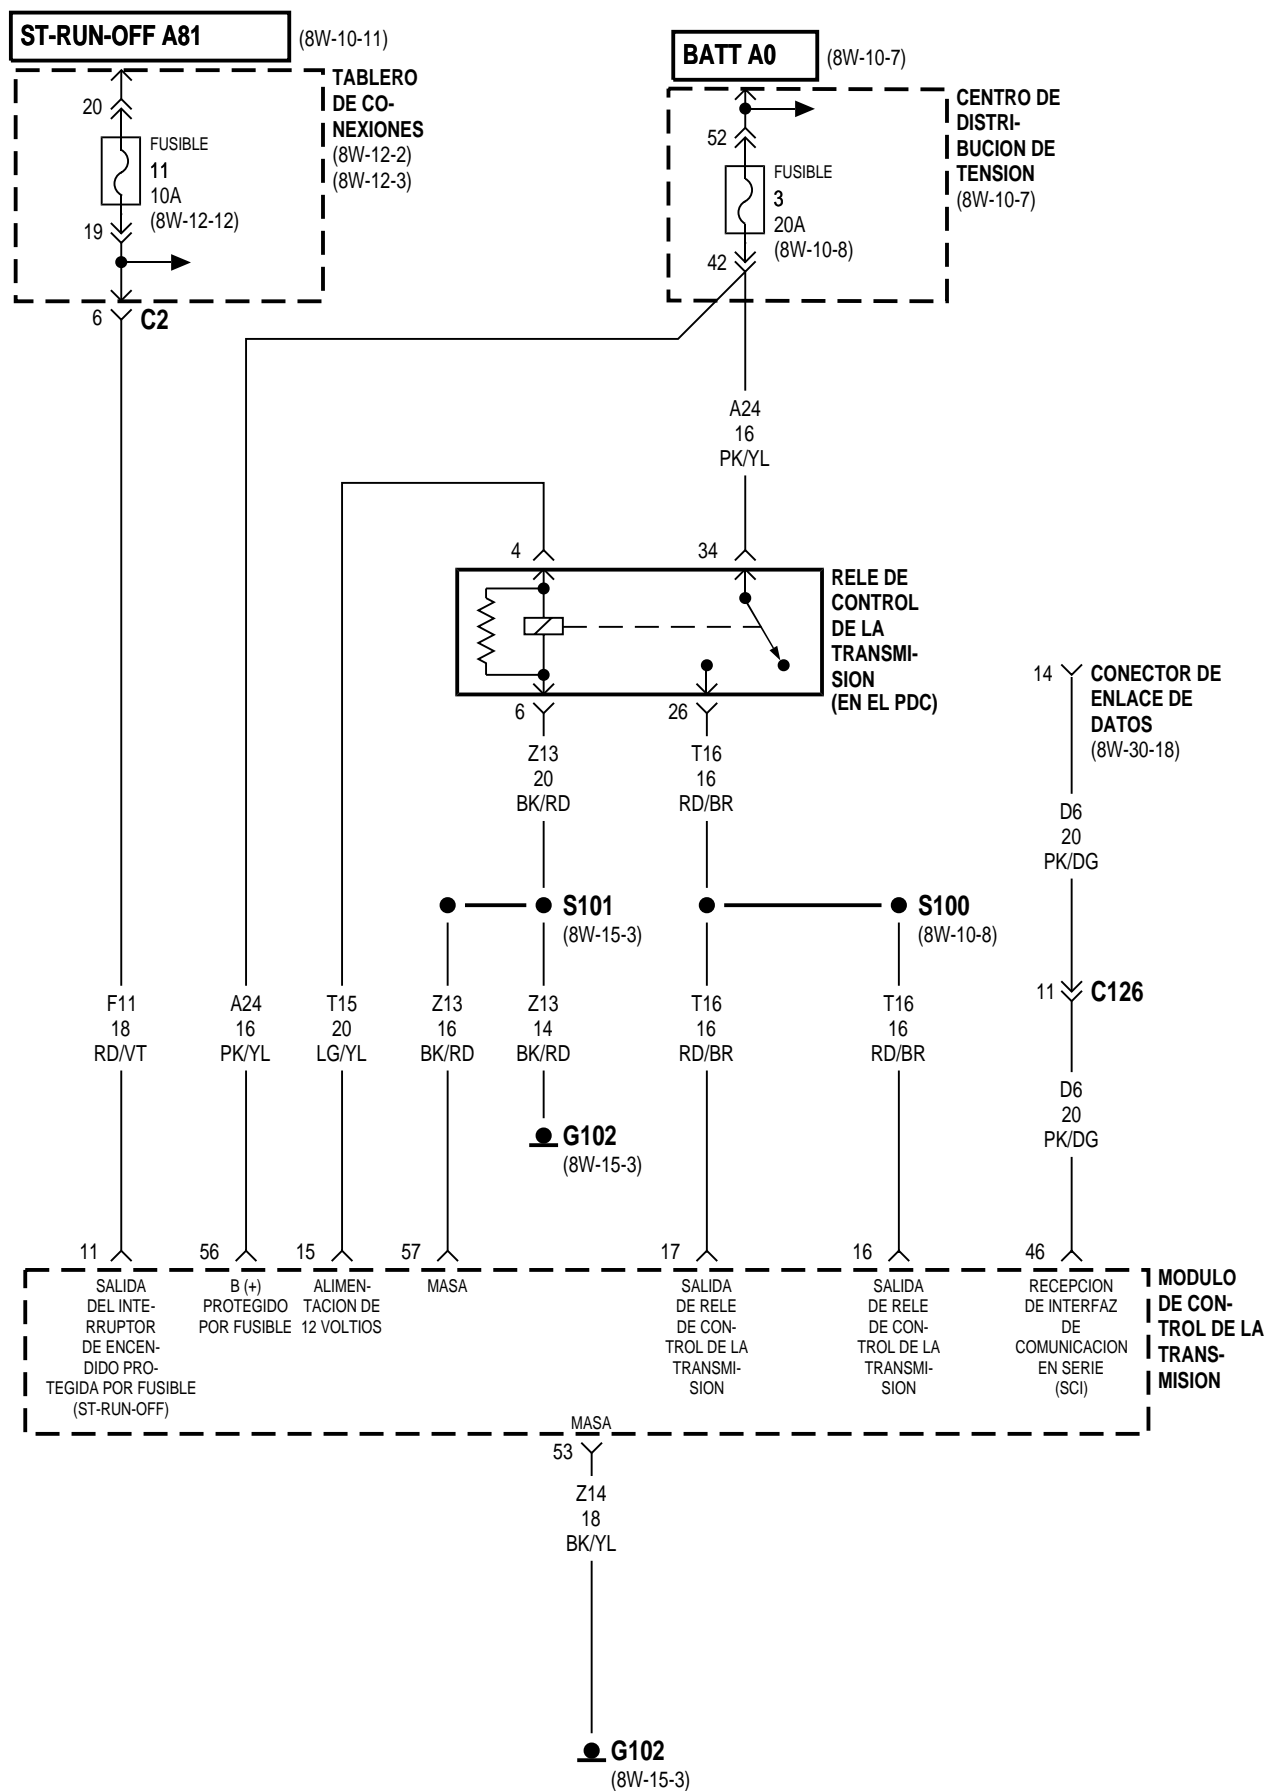 ST-RUN-OFF A81
(8W-10-11)
BATT A0
(8W-10-7)
20
FUSIBLE
11
10A
(8W-12-12)
19
TABLERO
DE CO-
NEXIONES
(8W-12-2)
(8W-12-3)
6
C2
52
FUSIBLE
3
20A
(8W-10-8)
42
CENTRO DE
DISTRI-
BUCION DE
TENSION
(8W-10-7)
A24
16
PK/YL
4
34
RELE DE
CONTROL
DE LA
TRANSMI-
SION
(EN EL PDC)
6
26
14
CONECTOR DE
ENLACE DE
DATOS
(8W-30-18)
Z13
20
BK/RD
T16
16
RD/BR
D6
20
PK/DG
S101
(8W-15-3)
S100
(8W-10-8)
11
C126
F11
18
RD/VT
A24
16
PK/YL
T15
20
LG/YL
Z13
16
BK/RD
Z13
14
BK/RD
T16
16
RD/BR
T16
16
RD/BR
D6
20
PK/DG
G102
(8W-15-3)
11
56
15
57
17
16
46
SALIDA
DEL INTE-
RRUPTOR
DE ENCEN-
DIDO PRO-
TEGIDA POR FUSIBLE
(ST-RUN-OFF)
B (+)
PROTEGIDO
POR FUSIBLE
ALIMEN-
TACION DE
12 VOLTIOS
MASA
SALIDA
DE RELE
DE CON-
TROL DE LA
TRANSMI-
SION
SALIDA
DE RELE
DE CON-
TROL DE LA
TRANSMI-
SION
RECEPCION
DE INTERFAZ
DE
COMUNICACION
EN SERIE
(SCI)
MODULO
DE CON-
TROL DE LA
TRANS-
MISION
MASA
53
Z14
18
BK/YL
G102
(8W-15-3)